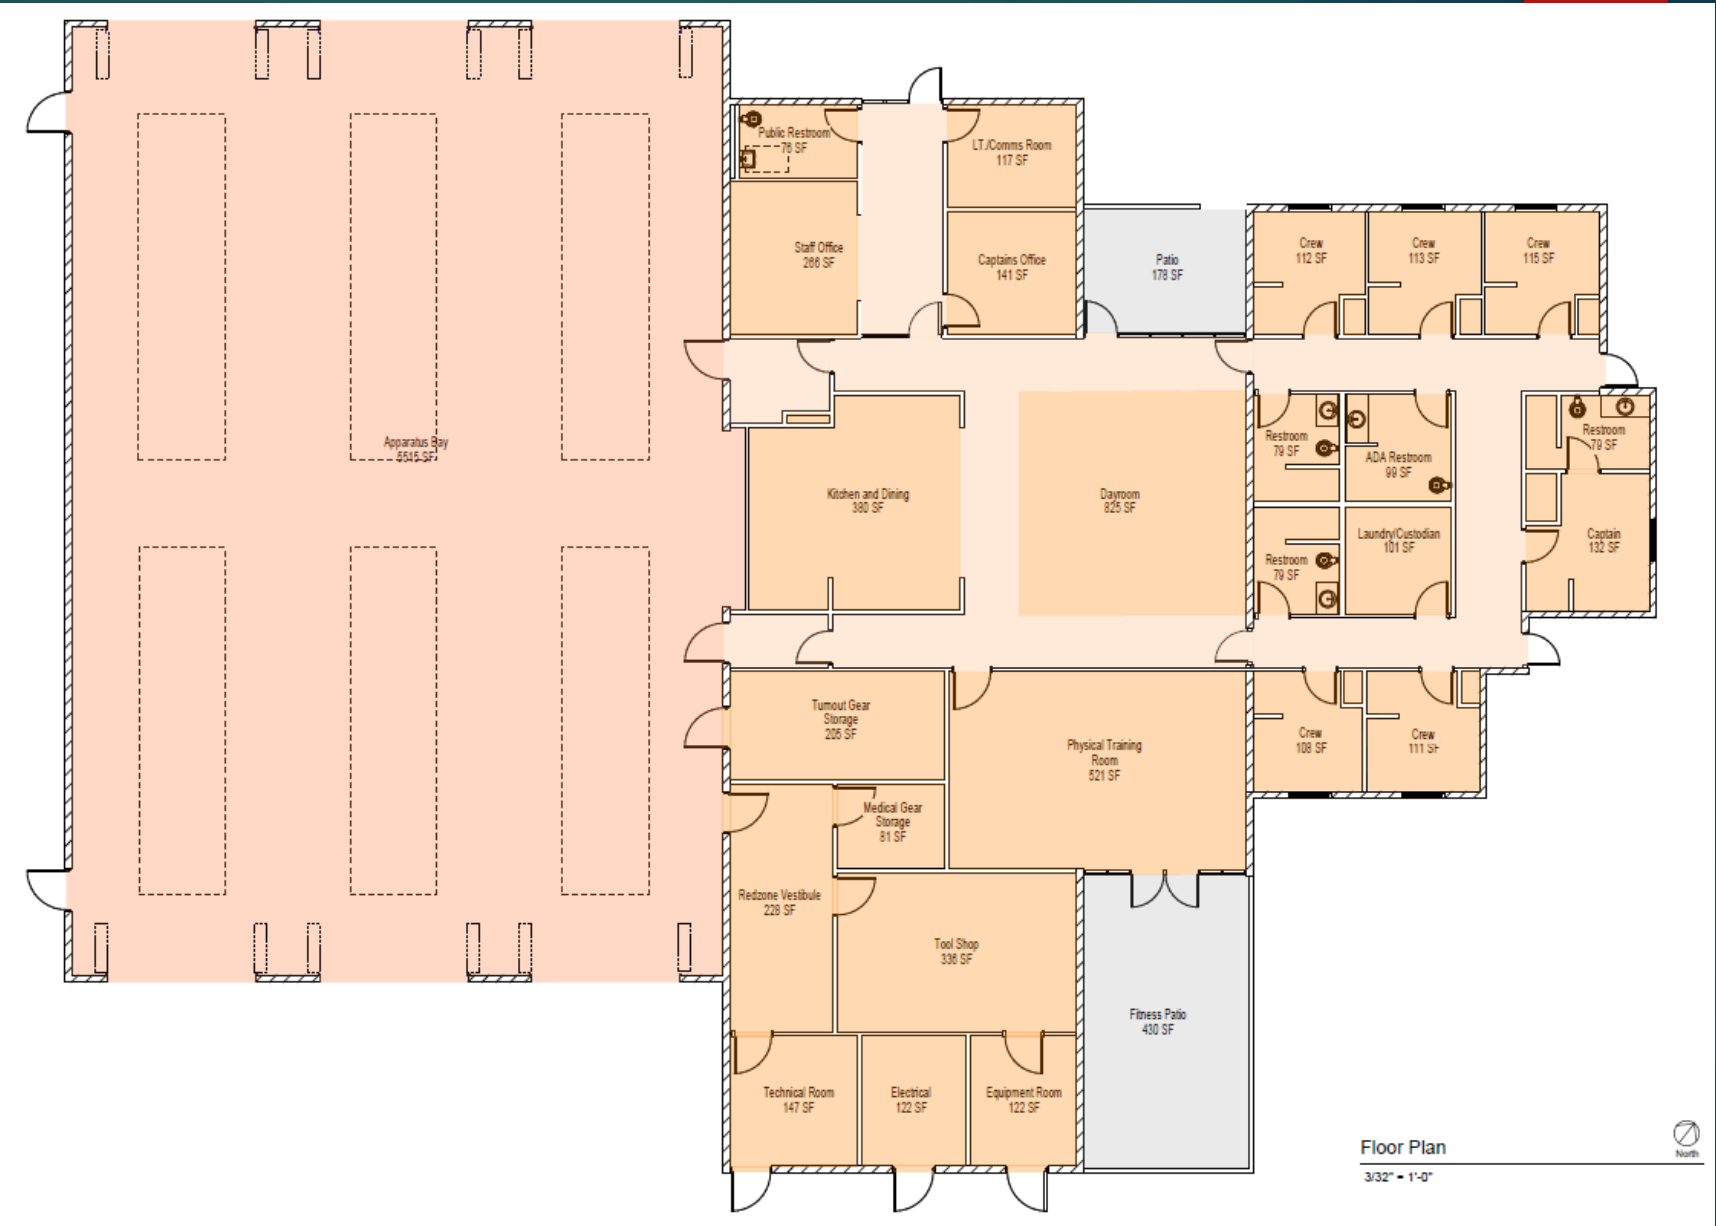 Public Restroom
76 SF
LT./Comms Room
117 SF
Staff Office
266 SF
Captains Office
141 SF
Patio
178 SF
Crew
112 SF
Crew
113 SF
Crew
115 SF
Apparatus Bay
5515 SF
Kitchen and Dining
380 SF
Dayroom
825 SF
Restroom
79 SF
ADA Restroom
99 SF
Restroom
79 SF
Restroom
79 SF
Laundry/Custodian
101 SF
Captain
132 SF
Turnout Gear
Storage
205 SF
Physical Training
Room
521 SF
Crew
108 SF
Crew
111 SF
Medical Gear
Storage
81 SF
Redzone Vestibule
228 SF
Tool Shop
336 SF
Fitness Patio
430 SF
Technical Room
147 SF
Electrical
122 SF
Equipment Room
122 SF
Floor Plan
North
3/32" = 1'-0"